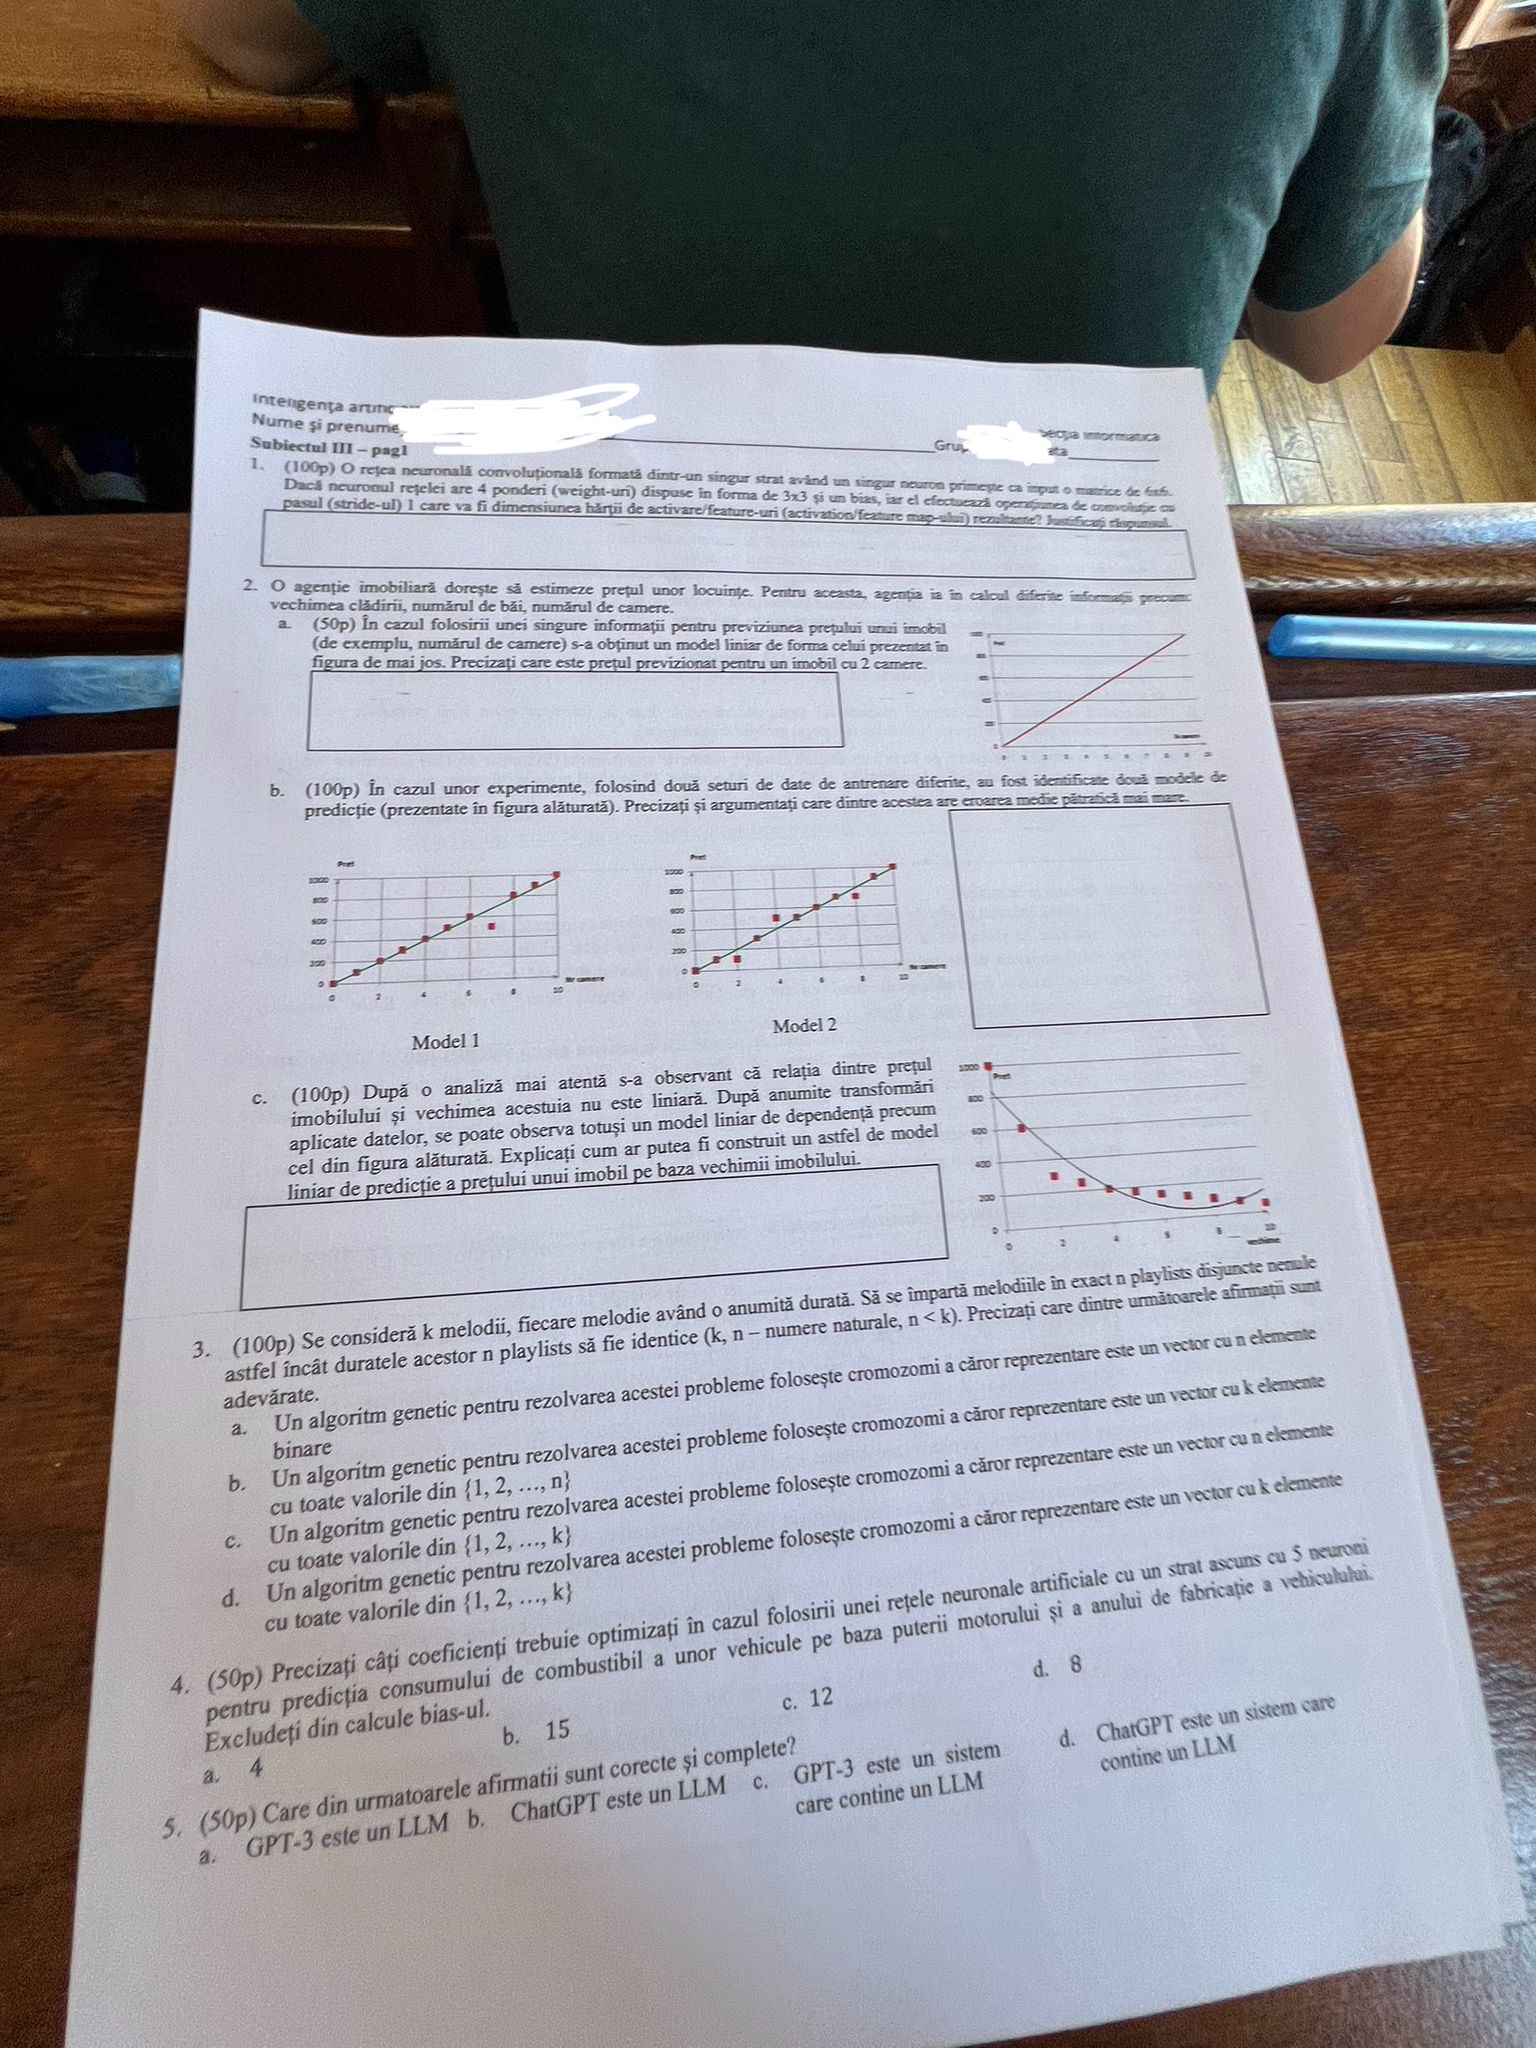 Inteligența
Nume și prenume
Subiectul III – pag1
1. (100p) O rețea neuronală convoluțională formată dintr-un singur strat având un singur neuron primește ca input o matrice de 6x6.
Dacă neuronul rețelei are 4 ponderi (weight-uri) dispuse în forma de 3x3 și un bias, iar el efectuează operațiunea de convoluție cu
pasul (stride-ul) 1 care va fi dimensiunea hărții de activare/feature-uri (activation/feature map-ului) rezultante? Justificați răspunsul.
2. O agenție imobiliară dorește să estimeze prețul unor locuințe. Pentru aceasta, agenția ia în calcul diferite informații precum:
vechimea clădirii, numărul de băi, numărul de camere.
a. (50p) În cazul folosirii unei singure informații pentru previziunea prețului unui imobil
(de exemplu, numărul de camere) s-a obținut un model liniar de forma celui prezentat în
figura de mai jos. Precizați care este prețul previzionat pentru un imobil cu 2 camere.
b. (100p) În cazul unor experimente, folosind două seturi de date de antrenare diferite, au fost identificate două modele de
predicție (prezentate în figura alăturată). Precizați și argumentați care dintre acestea are eroarea medie pătratică mai mare.
Pret
1000
800
600
400
200
0
0 2 4 6 8 10
Nr camere
Model 1
Pret
1000
800
600
400
200
0
0 2 4 6 8 10
Nr camere
Model 2
c. (100p) După o analiză mai atentă s-a observant că relația dintre prețul
imobilului și vechimea acestuia nu este liniară. După anumite transformări
aplicate datelor, se poate observa totuși un model liniar de dependență precum
cel din figura alăturată. Explicați cum ar putea fi construit un astfel de model
liniar de predicție a prețului unui imobil pe baza vechimii imobilului.
1000
Pret
800
600
400
200
0
0 2 4 6 8 10
vechime
3. (100p) Se consideră k melodii, fiecare melodie având o anumită durată. Să se împartă melodiile în exact n playlists disjuncte nenule
astfel încât duratele acestor n playlists să fie identice (k, n – numere naturale, n < k). Precizați care dintre următoarele afirmații sunt
adevărate.
a. Un algoritm genetic pentru rezolvarea acestei probleme folosește cromozomi a căror reprezentare este un vector cu n elemente
binare
b. Un algoritm genetic pentru rezolvarea acestei probleme folosește cromozomi a căror reprezentare este un vector cu k elemente
cu toate valorile din {1, 2, …, n}
c. Un algoritm genetic pentru rezolvarea acestei probleme folosește cromozomi a căror reprezentare este un vector cu n elemente
cu toate valorile din {1, 2, …, k}
d. Un algoritm genetic pentru rezolvarea acestei probleme folosește cromozomi a căror reprezentare este un vector cu k elemente
cu toate valorile din {1, 2, …, k}
4. (50p) Precizați câți coeficienți trebuie optimizați în cazul folosirii unei rețele neuronale artificiale cu un strat ascuns cu 5 neuroni
pentru predicția consumului de combustibil a unor vehicule pe baza puterii motorului și a anului de fabricație a vehiculului.
Excludeți din calcule bias-ul.
a. 4 b. 15 c. 12 d. 8
5. (50p) Care din urmatoarele afirmatii sunt corecte și complete?
a. GPT-3 este un LLM b. ChatGPT este un LLM c. GPT-3 este un sistem
care contine un LLM
d. ChatGPT este un sistem care
contine un LLM